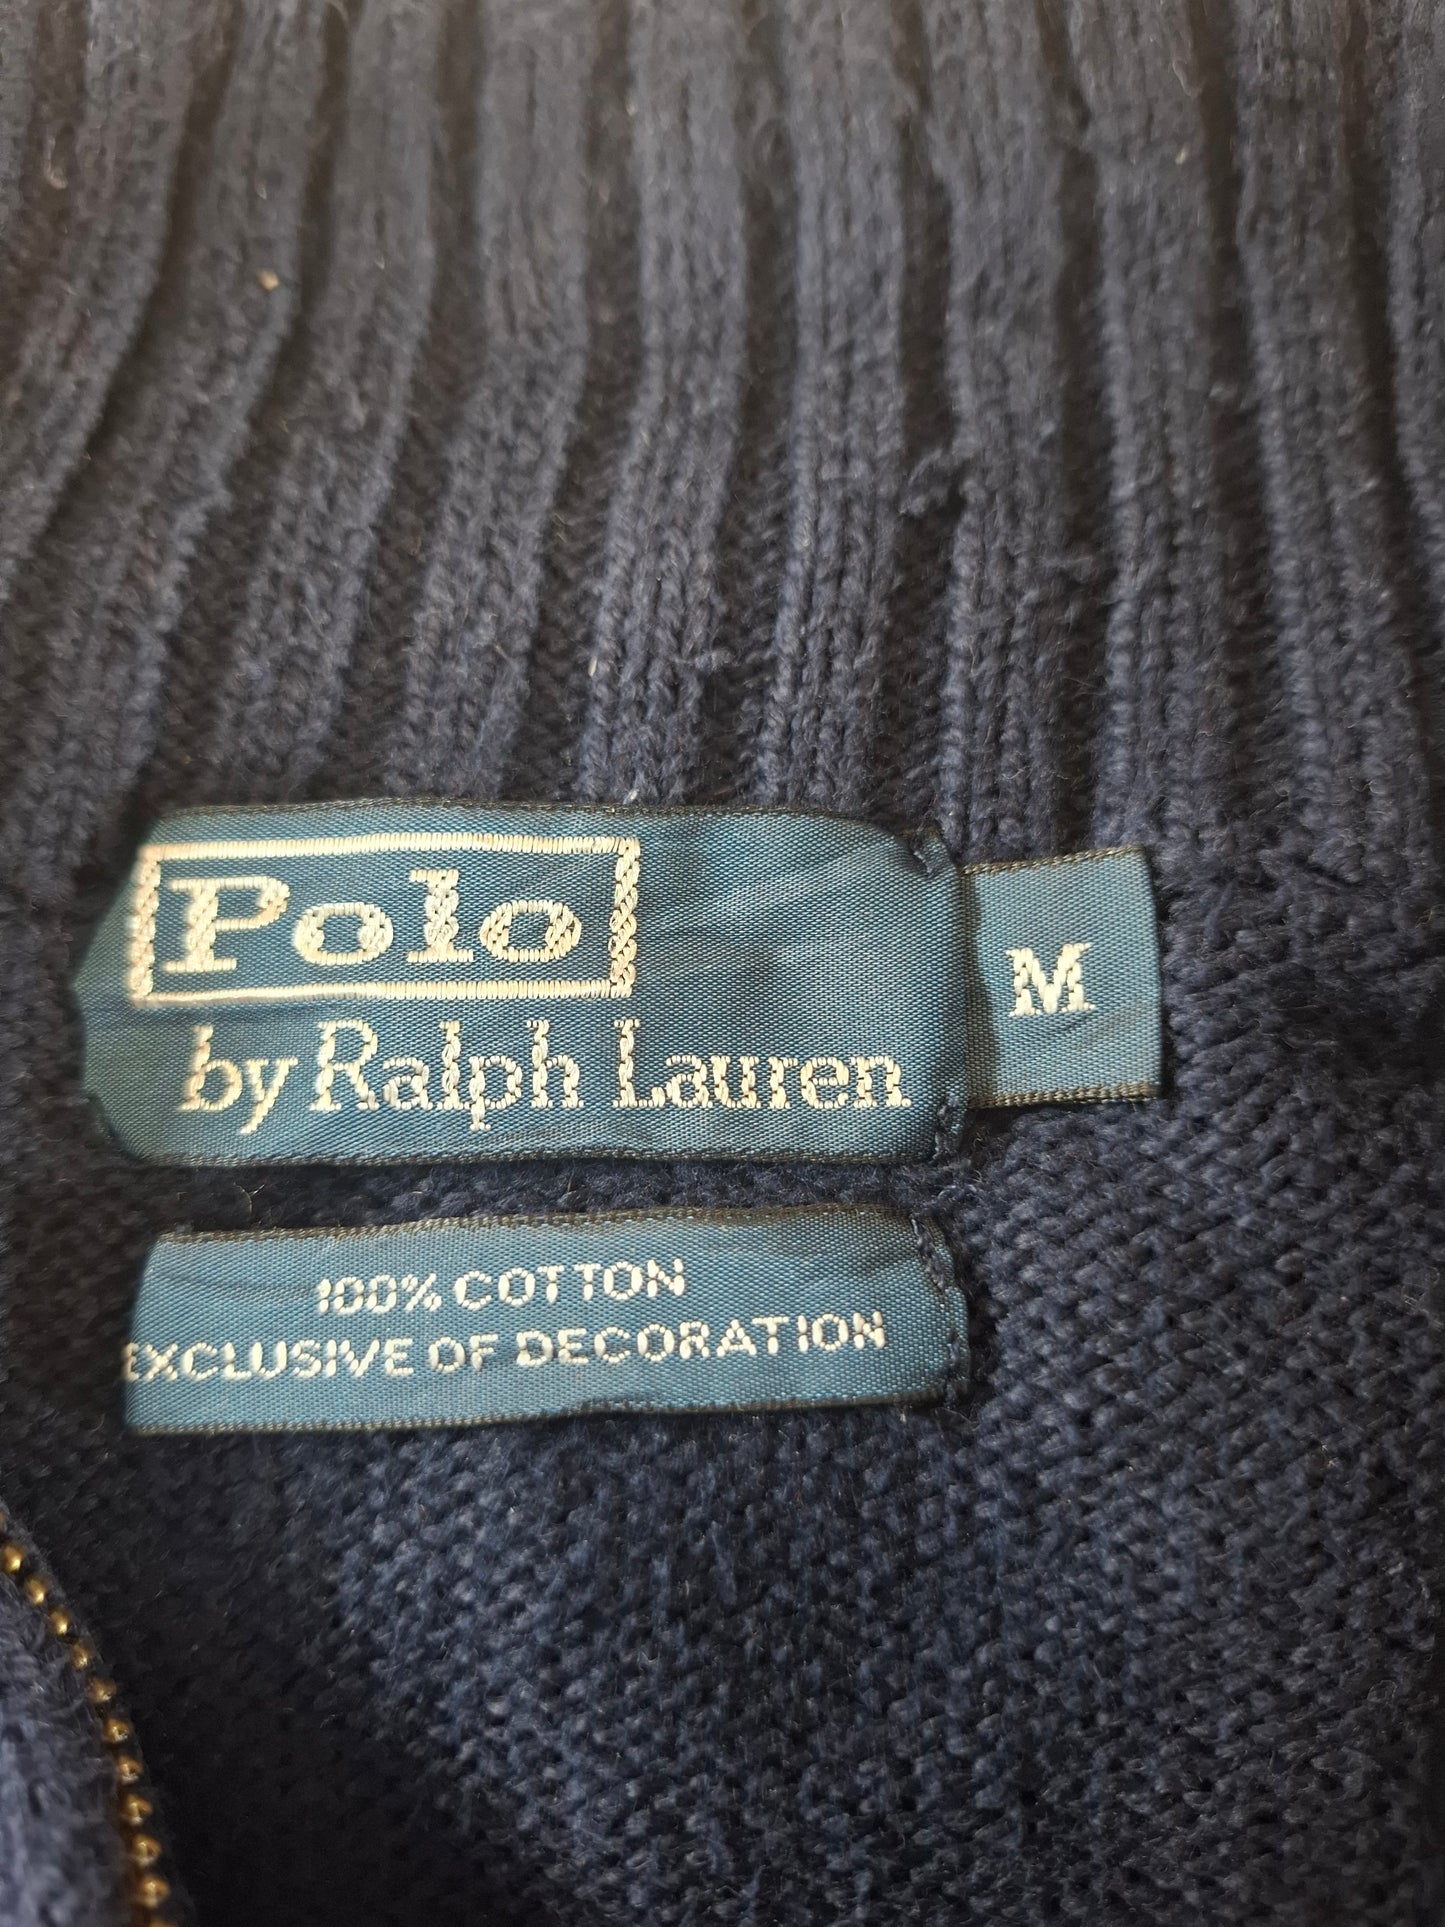 Polo
by Ralph Lauren
M
100% COTTON
EXCLUSIVE OF DECORATION